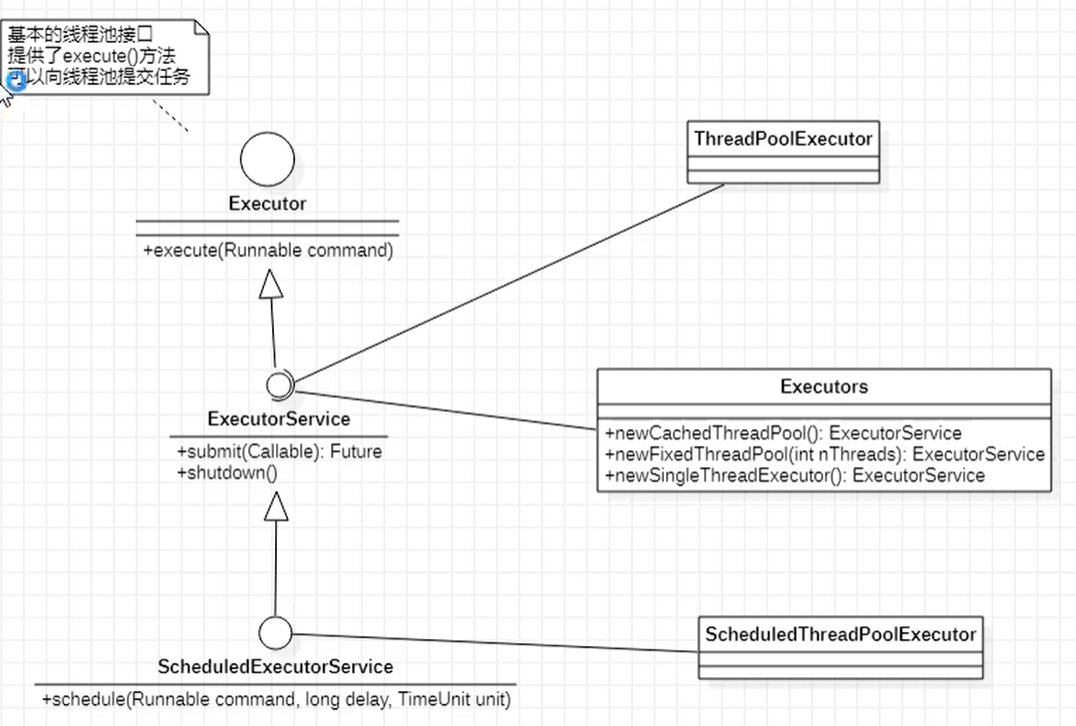 基本的线程池接口
提供了execute()方法
可以向线程池提交任务
Executor
+execute(Runnable command)
ThreadPoolExecutor
ExecutorService
+submit(Callable): Future
+shutdown()
Executors
+newCachedThreadPool(): ExecutorService
+newFixedThreadPool(int nThreads): ExecutorService
+newSingleThreadExecutor(): ExecutorService
ScheduledExecutorService
+schedule(Runnable command, long delay, TimeUnit unit)
ScheduledThreadPoolExecutor